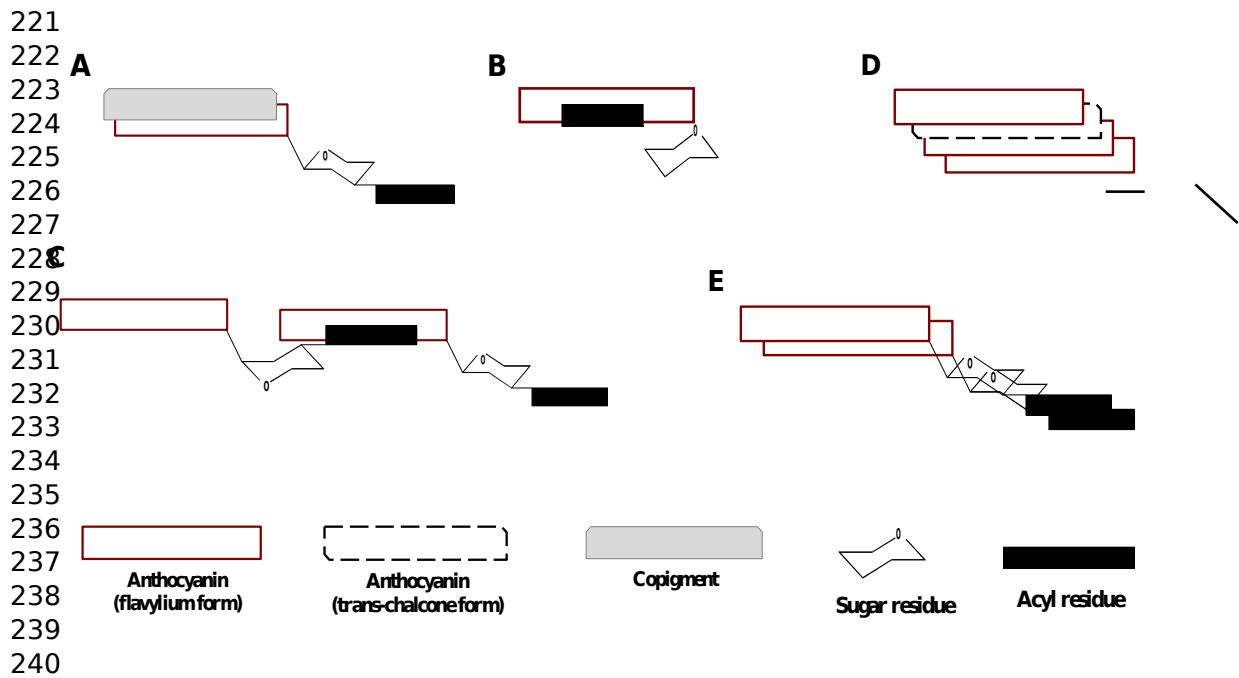 221
222
A
B
D
223
224
225
226
227
228
C
E
229
230
231
232
233
234
235
236
237
Anthocyanin
(flavylium form)
Anthocyanin
(trans-chalcone form)
Copigment
Sugar residue
Acyl residue
238
239
240
O
O
O
O
O
O
O